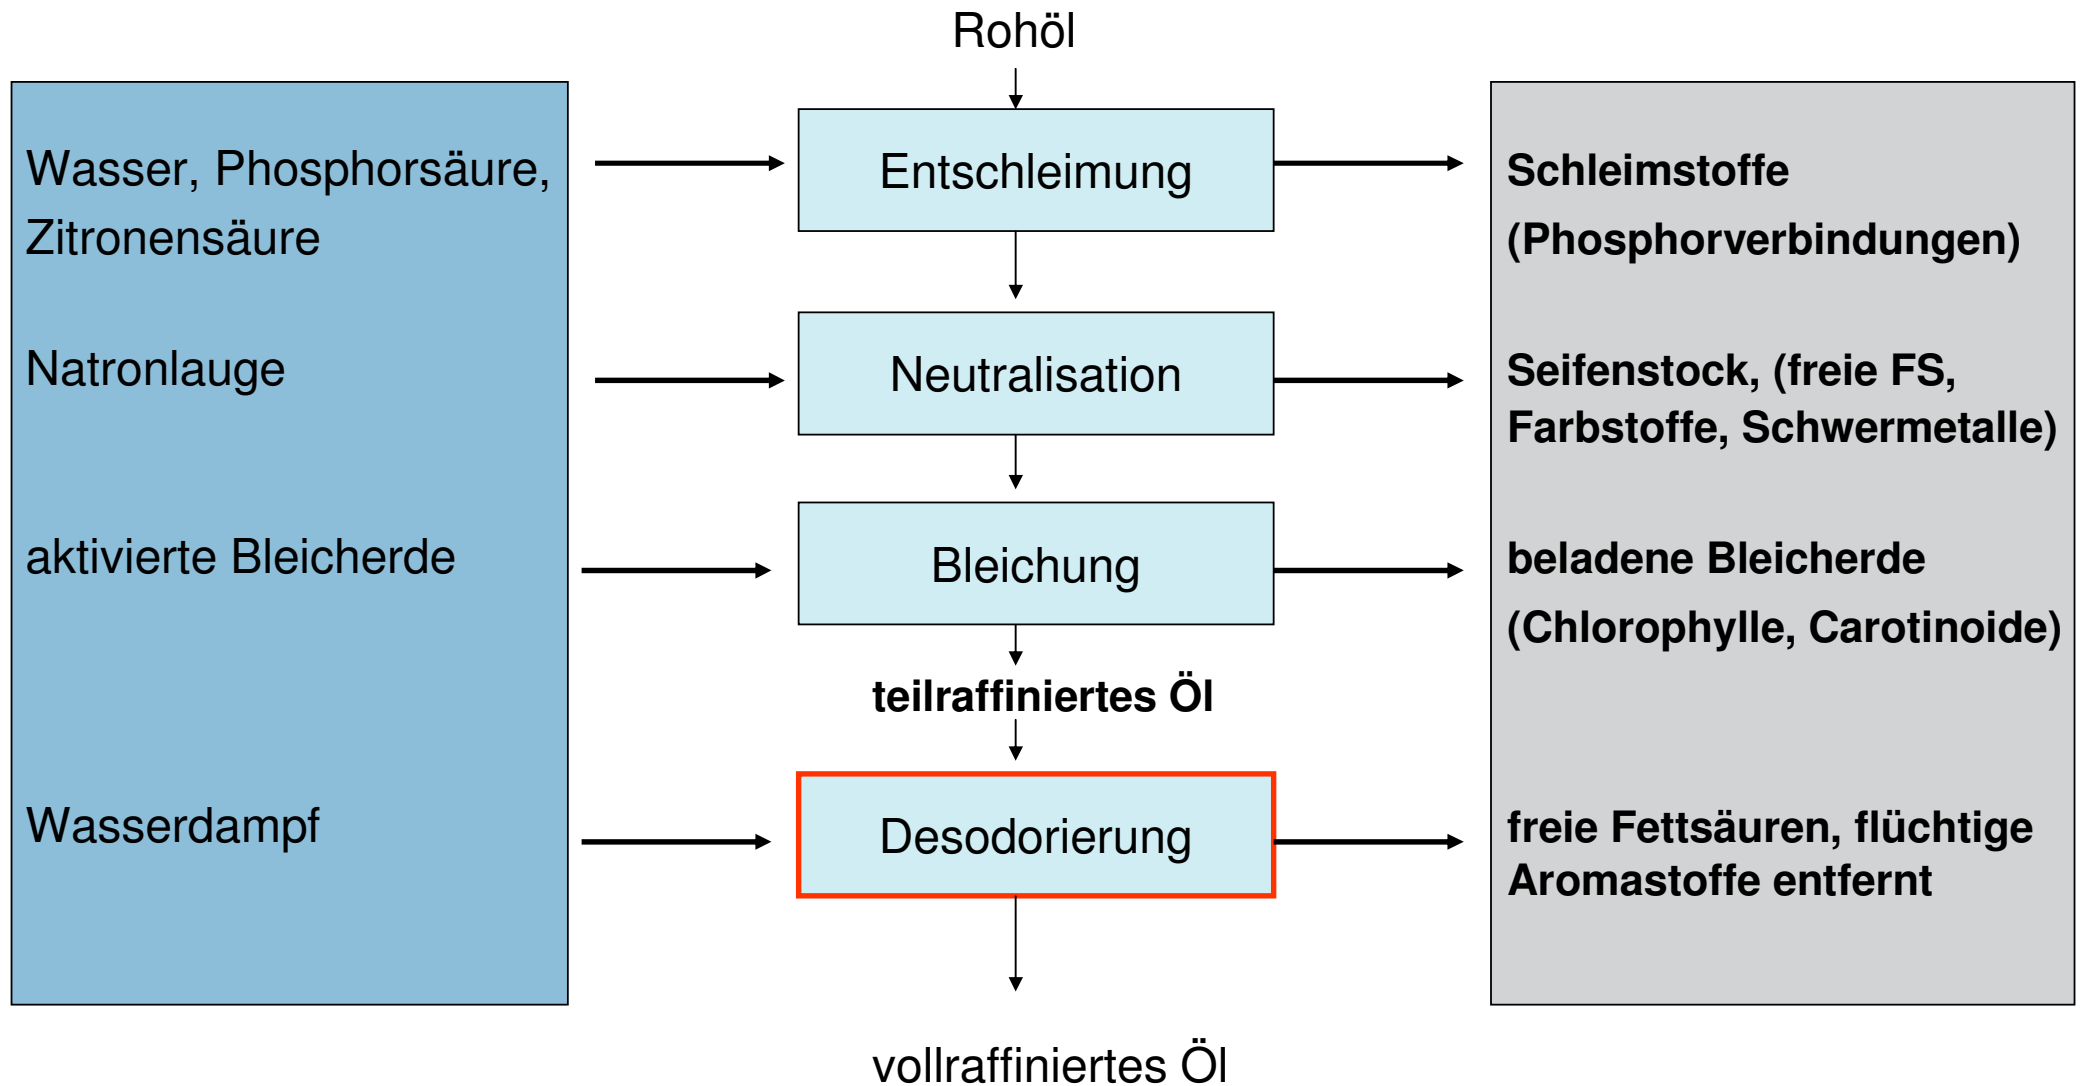 Rohöl
Wasser, Phosphorsäure,
Zitronensäure
Entschleimung
Schleimstoffe
(Phosphorverbindungen)
Natronlauge
Neutralisation
Seifenstock, (freie FS,
Farbstoffe, Schwermetalle)
aktivierte Bleicherde
Bleichung
beladene Bleicherde
(Chlorophylle, Carotinoide)
teilraffiniertes Öl
Wasserdampf
Desodorierung
freie Fettsäuren, flüchtige
Aromastoffe entfernt
vollraffiniertes Öl